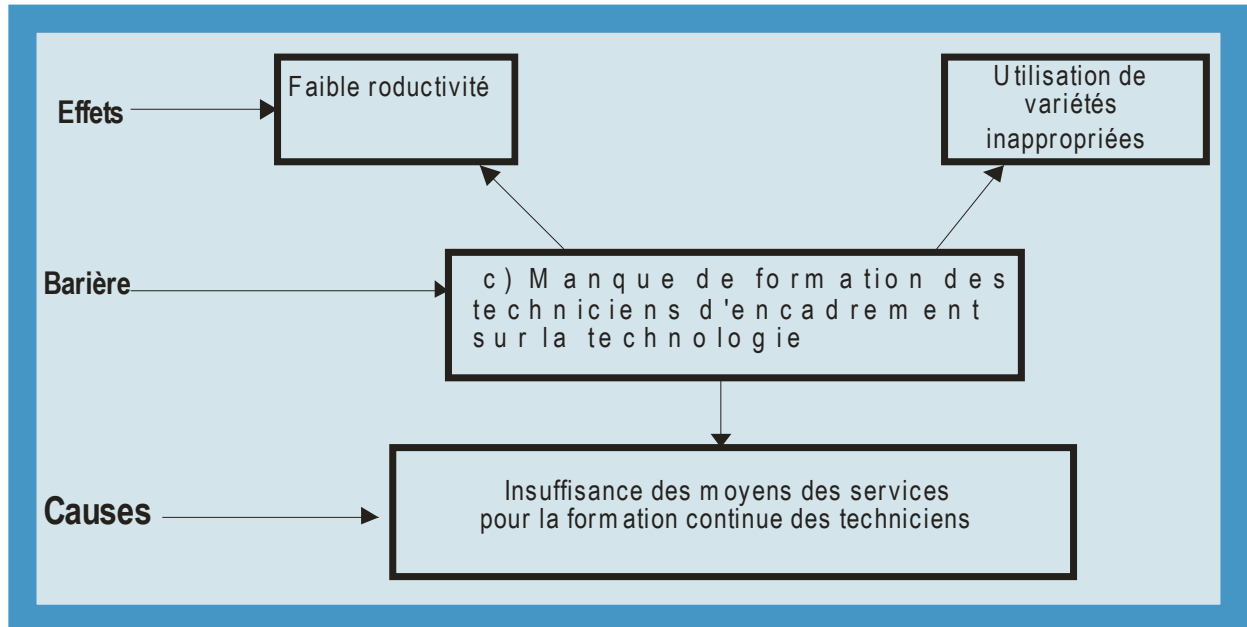 Effets
Faible roductivité
Utilisation de
variétés
inappropriées
Barière
c) Manque de formation des
techniciens d'encadrement
sur la technologie
Causes
Insuffisance des moyens des services
pour la formation continue des techniciens